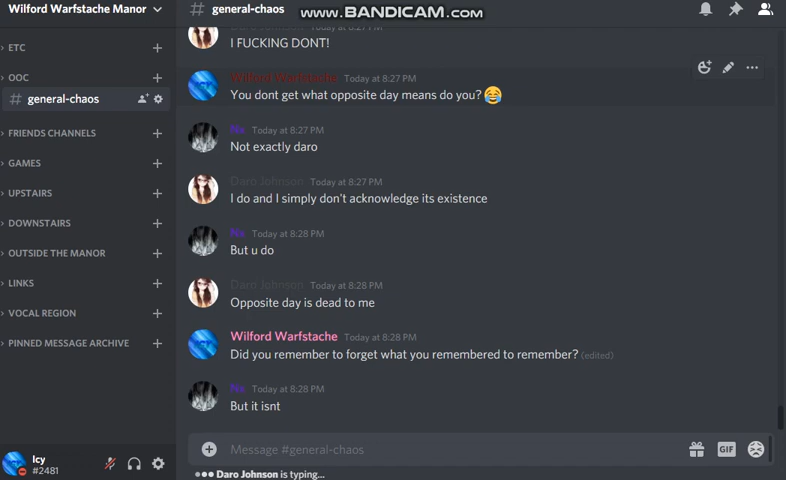 Wilford Warfstache Manor
# general-chaos
www.BANDICAM.com
ETC
OOC
# general-chaos
FRIENDS CHANNELS
GAMES
UPSTAIRS
DOWNSTAIRS
OUTSIDE THE MANOR
LINKS
VOCAL REGION
PINNED MESSAGE ARCHIVE
Icy
#2481
Today at 8:27 PM
I FUCKING DONT!
Wilford Warfstache Today at 8:27 PM
You dont get what opposite day means do you? 😂
Today at 8:27 PM
Not exactly daro
Daro Johnson Today at 8:27 PM
I do and I simply don't acknowledge its existence
Today at 8:28 PM
But u do
Daro Johnson Today at 8:28 PM
Opposite day is dead to me
Wilford Warfstache Today at 8:28 PM
Did you remember to forget what you remembered to remember? (edited)
Today at 8:28 PM
But it isnt
Message #general-chaos
GIF
Daro Johnson is typing...